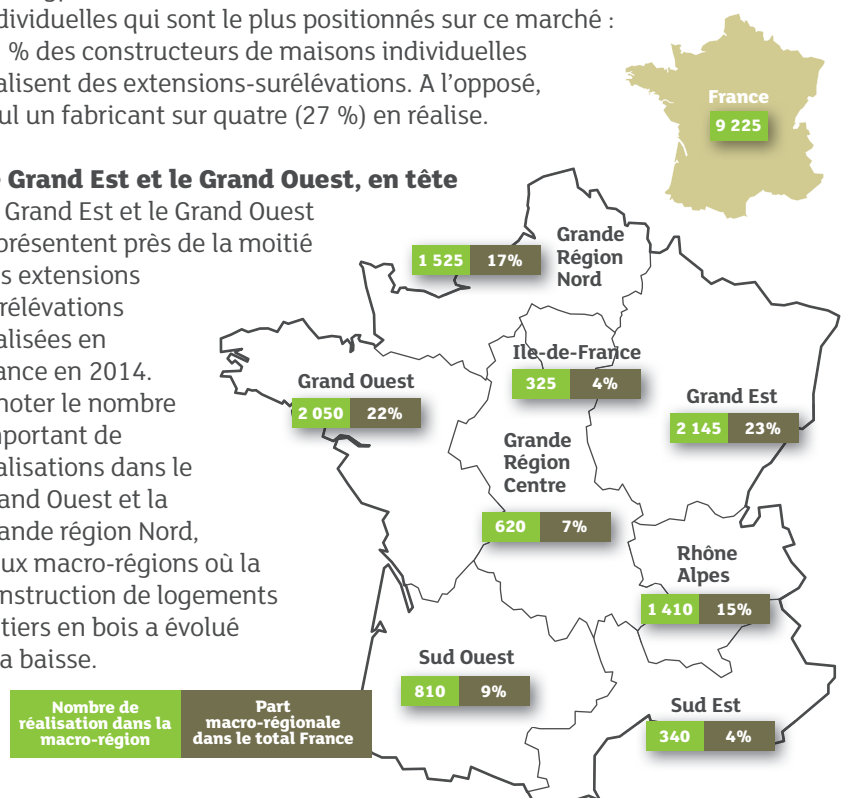 dividuelles qui sont le plus positionnés sur ce marché :
% des constructeurs de maisons individuelles
alisent des extensions-surélévations. A l’opposé,
ul un fabricant sur quatre (27 %) en réalise.
France
9 225
Grand Est et le Grand Ouest, en tête
Grand Est et le Grand Ouest
présentent près de la moitié
s extensions
rélévations
alisées en
ance en 2014.
noter le nombre
portant de
alisations dans le
and Ouest et la
ande région Nord,
ux macro-régions où la
nstruction de logements
tiers en bois a évolué
a baisse.
Grande
Région
Nord
1 525 17%
Ile-de-France
325 4%
Grand Ouest
2 050 22%
Grand Est
2 145 23%
Grande
Région
Centre
620 7%
Rhône
Alpes
1 410 15%
Sud Ouest
810 9%
Sud Est
340 4%
Nombre de
réalisation dans la
macro-région
Part
macro-régionale
dans le total France